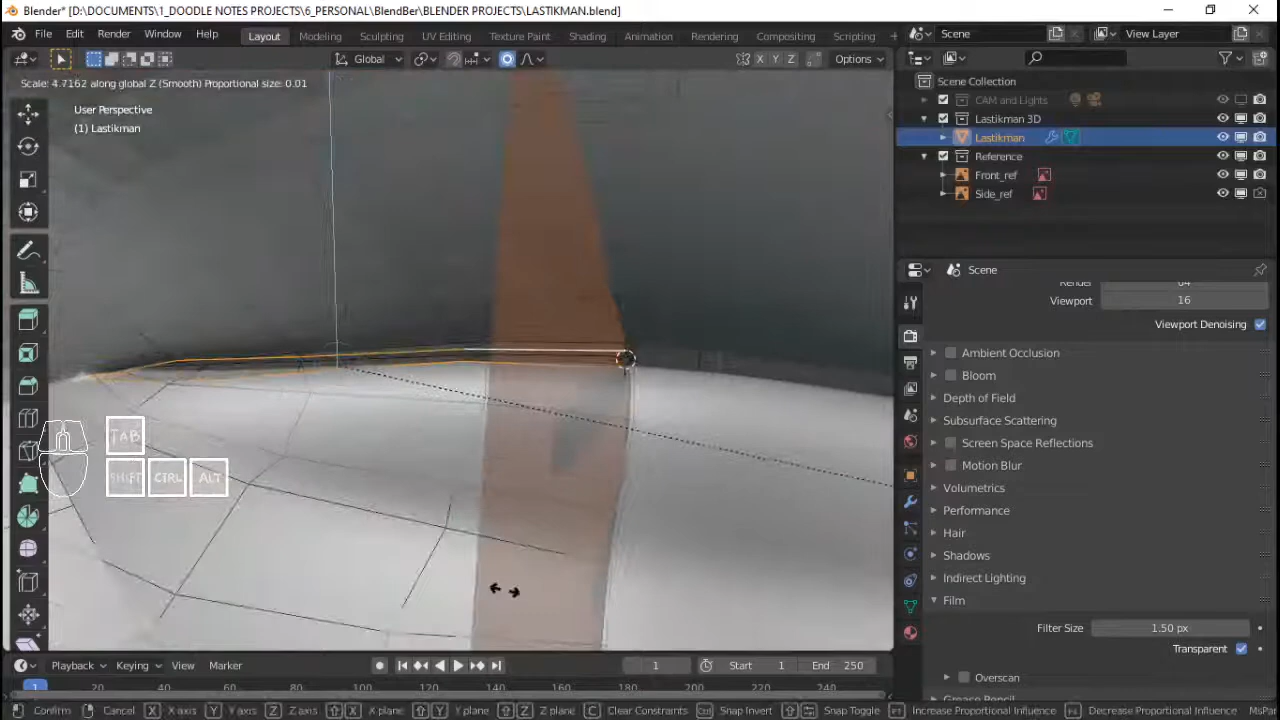 Blender* [D:\DOCUMENTS\1_DOODLE NOTES PROJECTS\6_PERSONAL\BlendBer\BLENDER PROJECTS\LASTIKMAN.blend]
File Edit Render Window Help Layout Modeling Sculpting UV Editing Texture Paint Shading Animation Rendering Compositing Scripting Scene View Layer
Global X Y Z Options
Scale: 4.7162 along global Z (Smooth) Proportional size: 0.01
User Perspective
(1) Lastikman
Scene Collection
CAM and Lights
Lastikman 3D
Lastikman
Reference
Front_ref
Side_ref
Scene
Render 64
Viewport 16
Viewport Denoising
Ambient Occlusion
Bloom
Depth of Field
Subsurface Scattering
Screen Space Reflections
Motion Blur
Volumetrics
Performance
Hair
Shadows
Indirect Lighting
Film
Filter Size 1.50 px
Transparent
Overscan
Grease Pencil
TAB
SHIFT CTRL ALT
Playback Keying View Marker 1 Start 1 End 250
1 20 40 60 80 100 120 140 160 180 200 220 240
Confirm Cancel X X axis Y Y axis Z Z axis X X plane Y Y plane Z Z plane C Clear Constraints Ctrl Snap Invert Snap Toggle Increase Proportional Influence Decrease Proportional Influence MsPan